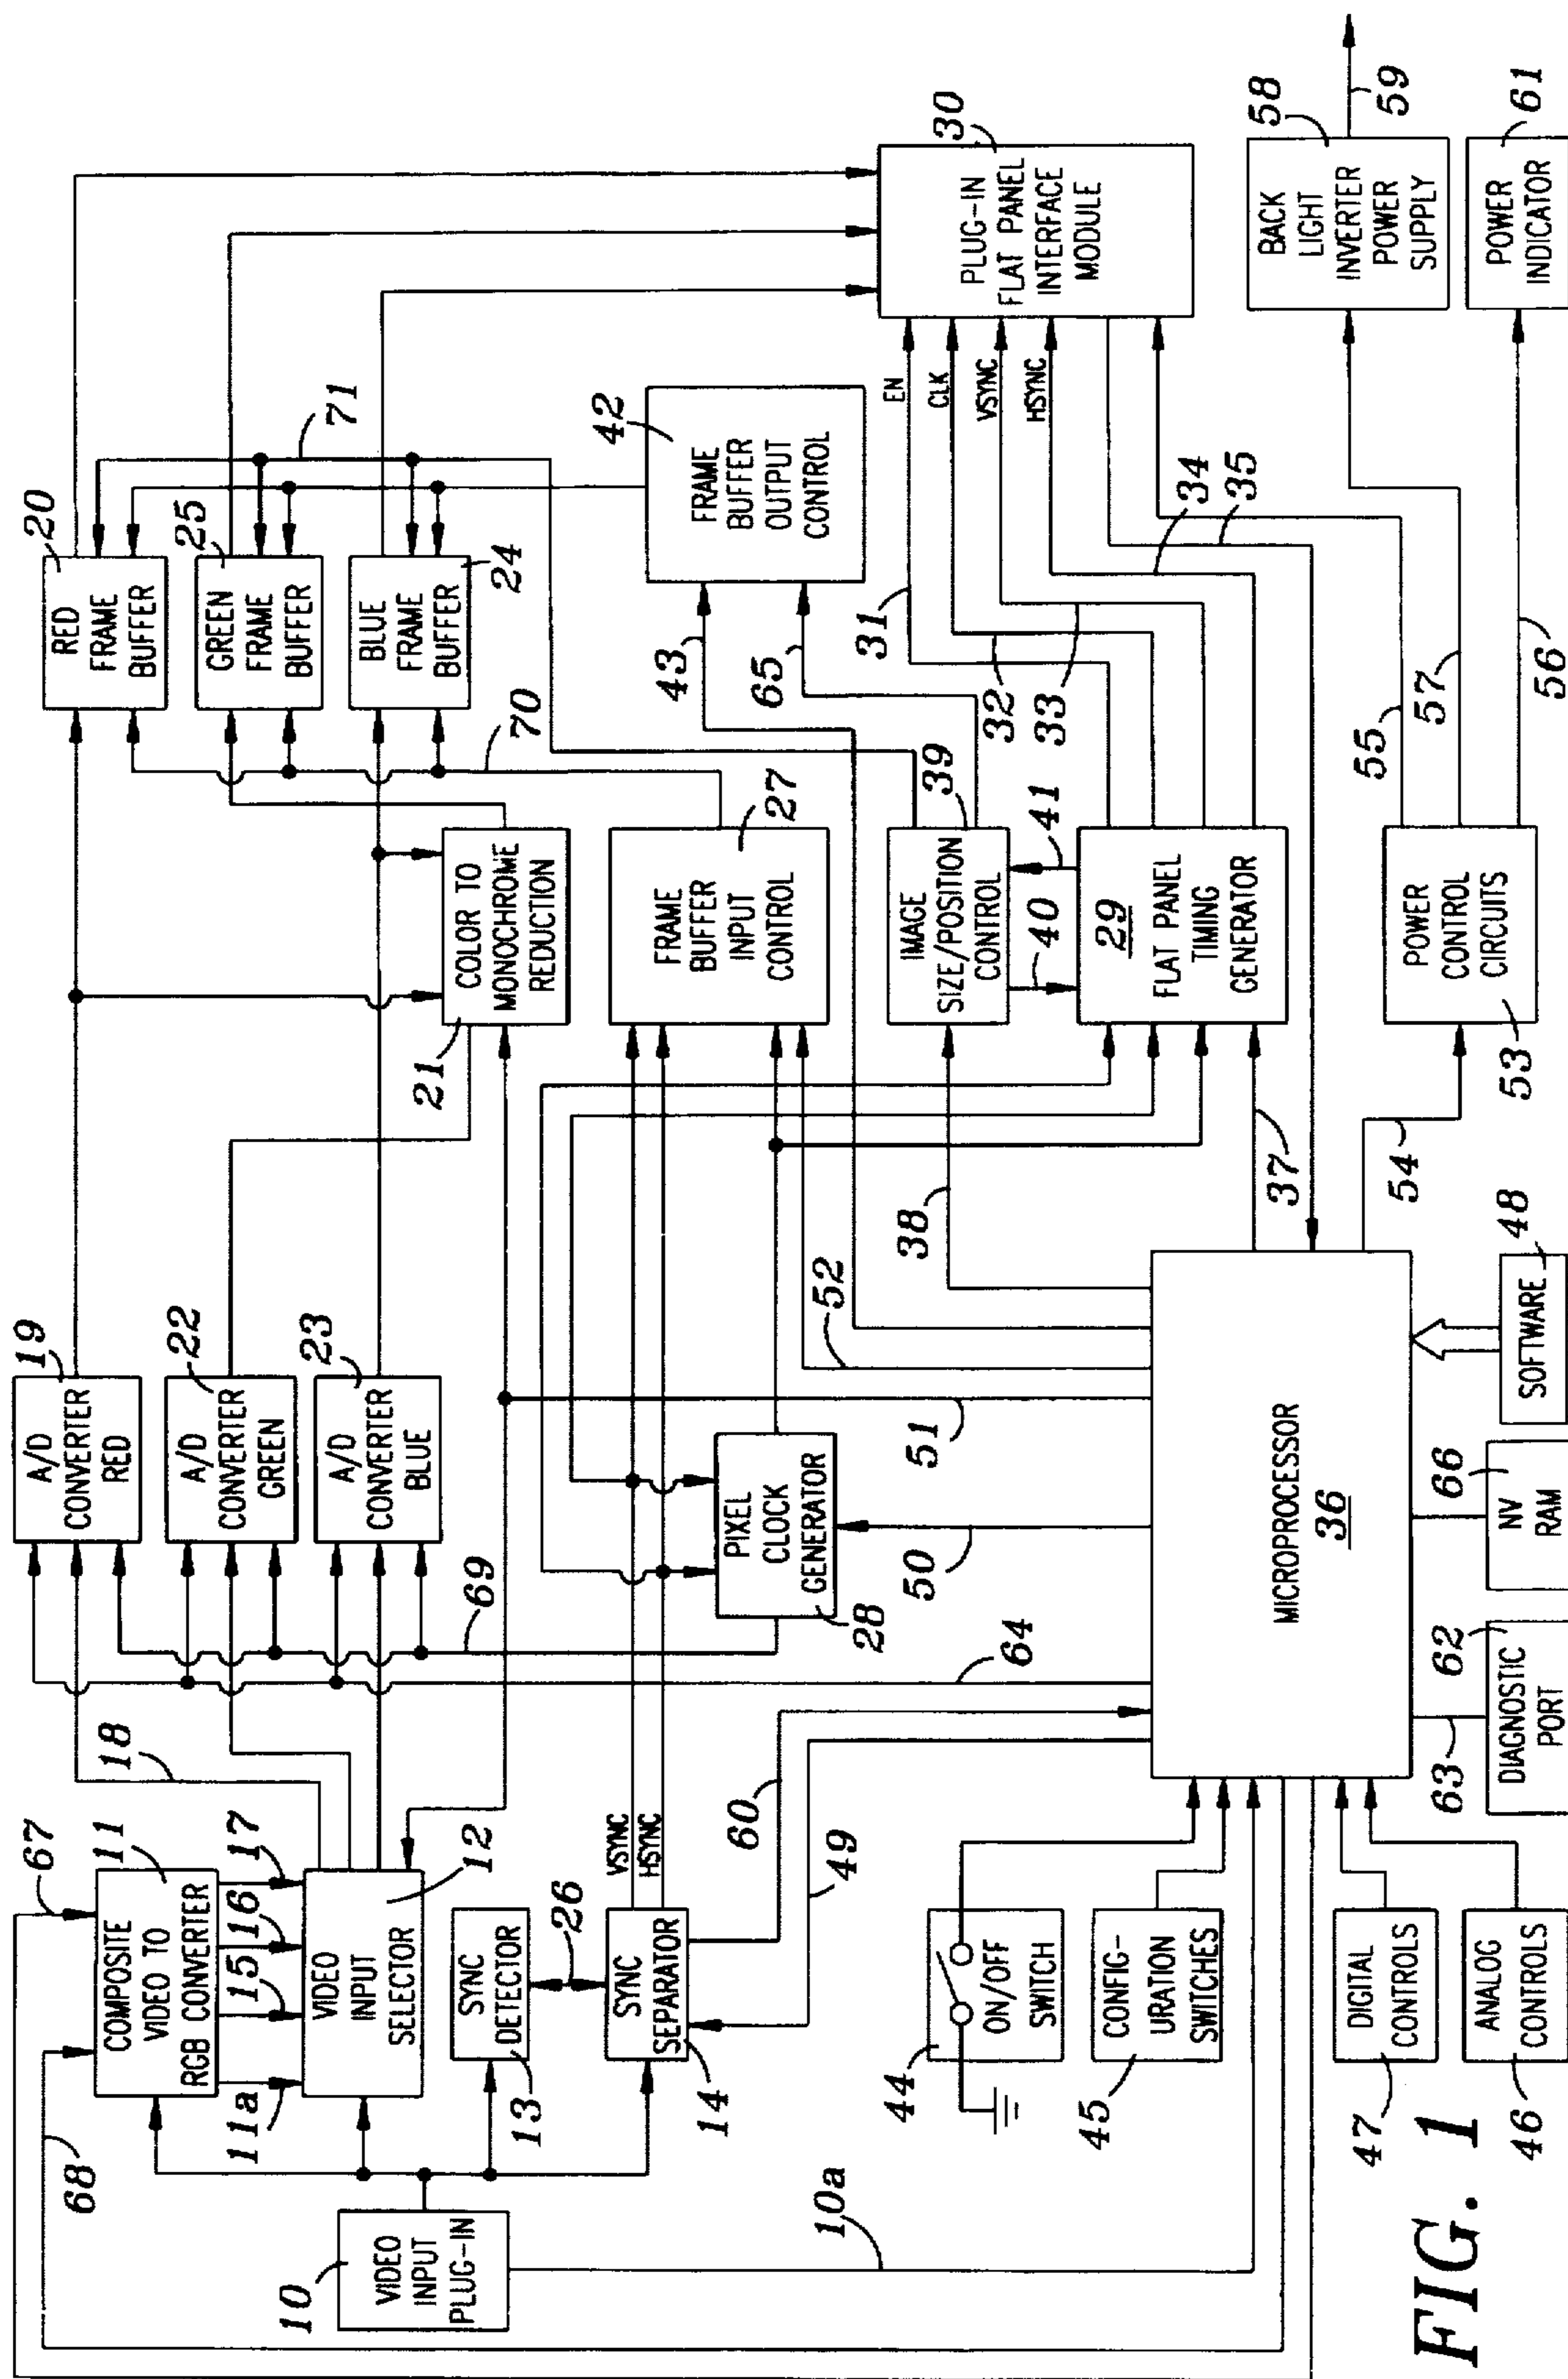 67
68
COMPOSITE
VIDEO TO
RGB CONVERTER
11
11a
15
16
17
18
VIDEO
INPUT
SELECTOR
12
10
VIDEO
INPUT
PLUG-IN
10a
SYNC
DETECTOR
13
26
SYNC
SEPARATOR
14
VSYNC
HSYNC
60
49
A/D
CONVERTER
RED
19
A/D
CONVERTER
GREEN
22
A/D
CONVERTER
BLUE
23
69
64
PIXEL
CLOCK
GENERATOR
28
50
51
52
COLOR TO
MONOCHROME
REDUCTION
21
RED
FRAME
BUFFER
20
GREEN
FRAME
BUFFER
25
BLUE
FRAME
BUFFER
24
70
71
FRAME
BUFFER
INPUT
CONTROL
27
FRAME
BUFFER
OUTPUT
CONTROL
42
43
65
IMAGE
SIZE/POSITION
CONTROL
39
38
40
41
29
FLAT PANEL
TIMING
GENERATOR
37
31
32
33
34
35
EN
CLK
VSYNC
HSYNC
PLUG-IN
FLAT PANEL
INTERFACE
MODULE
30
44
ON/OFF
SWITCH
CONFIG-
URATION
SWITCHES
45
DIGITAL
CONTROLS
47
ANALOG
CONTROLS
46
MICROPROCESSOR
36
DIAGNOSTIC
PORT
62
63
NV
RAM
66
SOFTWARE
48
54
POWER
CONTROL
CIRCUITS
53
55
57
56
BACK
LIGHT
INVERTER
POWER
SUPPLY
58
59
POWER
INDICATOR
61
FIG. 1